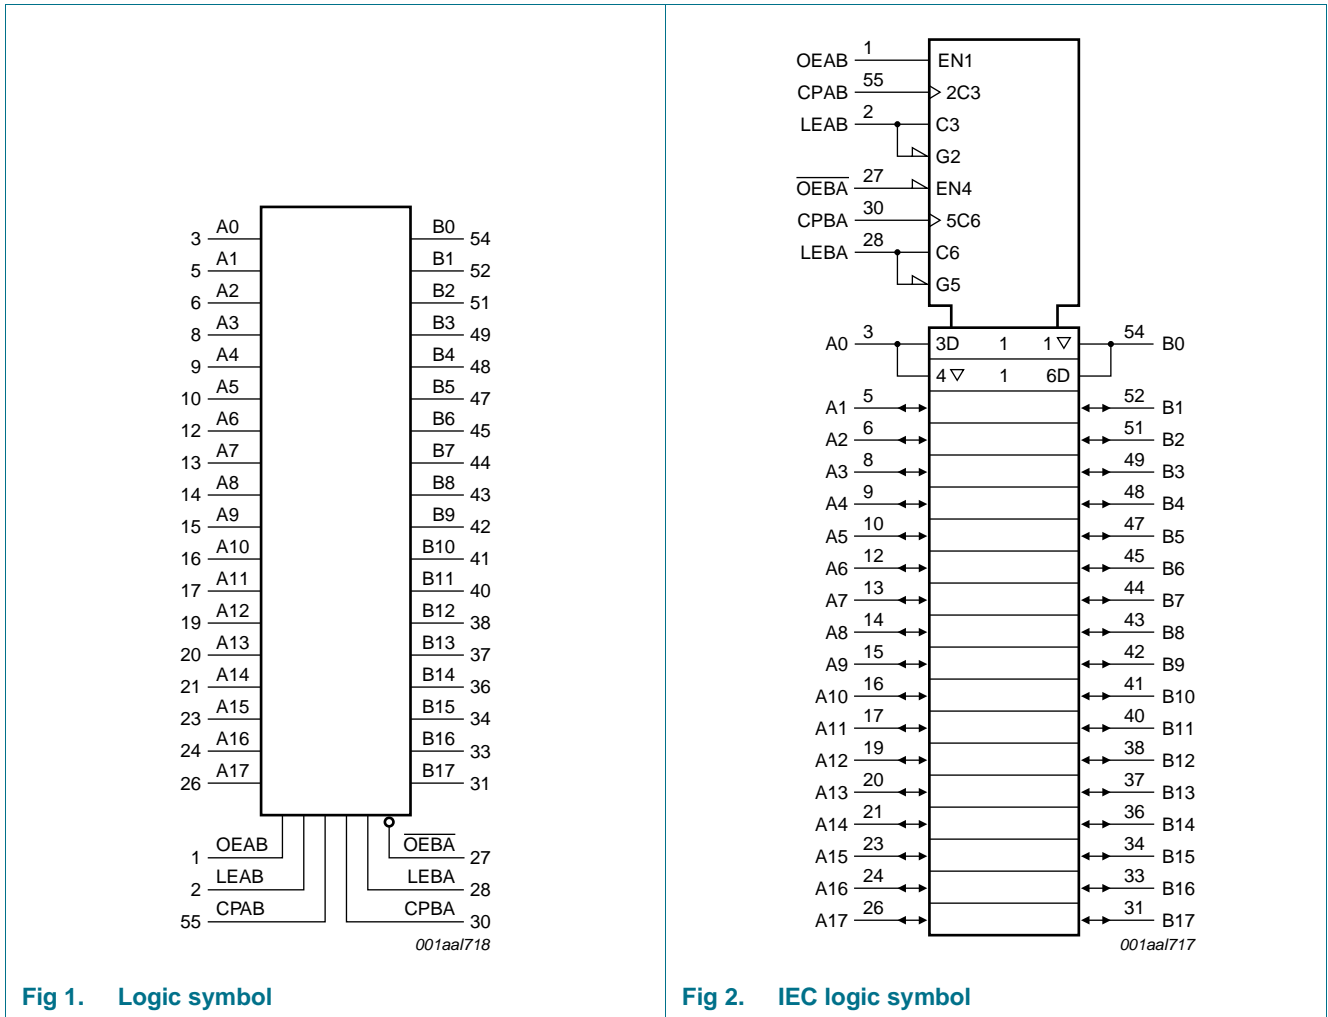 A0 B0
3 54
A1 B1
5 52
A2 B2
6 51
A3 B3
8 49
A4 B4
9 48
A5 B5
10 47
A6 B6
12 45
A7 B7
13 44
A8 B8
14 43
A9 B9
15 42
A10 B10
16 41
A11 B11
17 40
A12 B12
19 38
A13 B13
20 37
A14 B14
21 36
A15 B15
23 34
A16 B16
24 33
A17 B17
26 31
OEAB OEBA
1 27
LEAB LEBA
2 28
CPAB CPBA
55 30
001aal718
Fig 1. Logic symbol
OEAB 1 EN1
CPAB 55 2C3
LEAB 2 C3
G2
OEBA 27 EN4
CPBA 30 5C6
LEBA 28 C6
G5
A0 3 3D 1 1 ▽ 54 B0
4 ▽ 1 6D
A1 5 52 B1
A2 6 51 B2
A3 8 49 B3
A4 9 48 B4
A5 10 47 B5
A6 12 45 B6
A7 13 44 B7
A8 14 43 B8
A9 15 42 B9
A10 16 41 B10
A11 17 40 B11
A12 19 38 B12
A13 20 37 B13
A14 21 36 B14
A15 23 34 B15
A16 24 33 B16
A17 26 31 B17
001aal717
Fig 2. IEC logic symbol